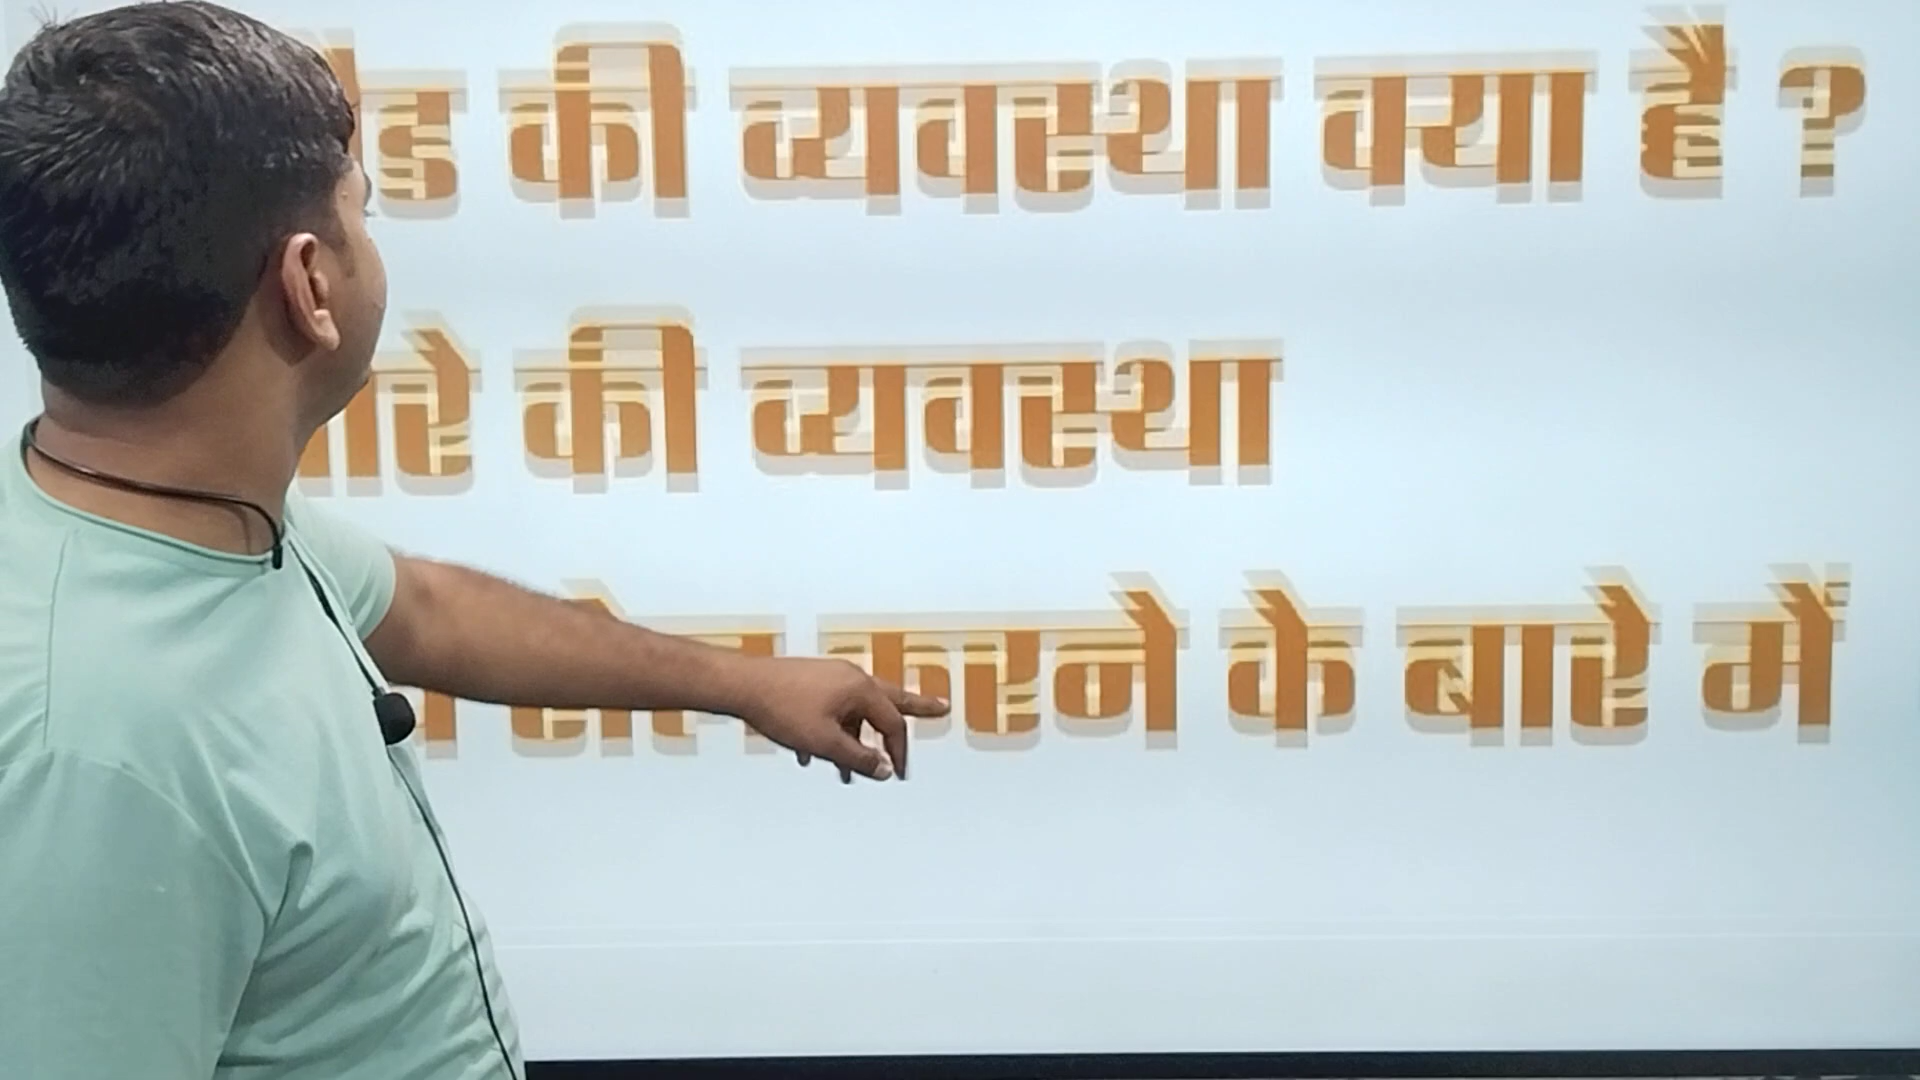 की व्यवस्था क्या है ?
की व्यवस्था
करने के बारे में